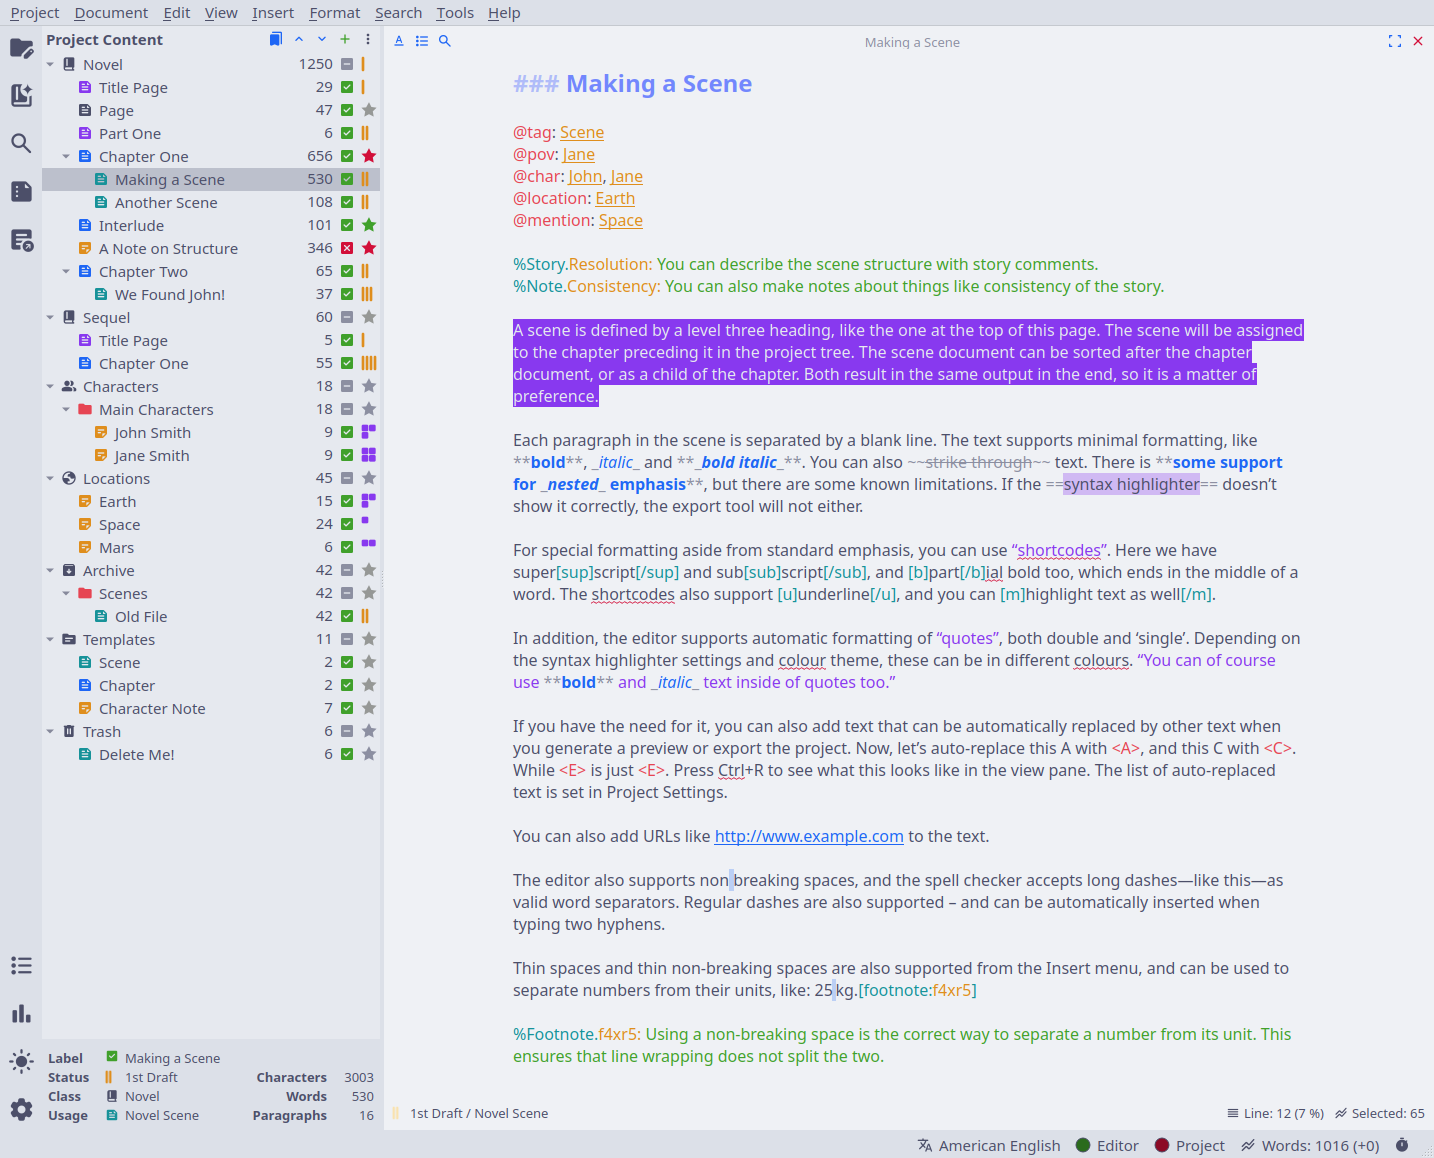 Project Document Edit View Insert Format Search Tools Help
Project Content
Novel 1250
Title Page 29
Page 47
Part One 6
Chapter One 656
Making a Scene 530
Another Scene 108
Interlude 101
A Note on Structure 346
Chapter Two 65
We Found John! 37
Sequel 60
Title Page 5
Chapter One 55
Characters 18
Main Characters 18
John Smith 9
Jane Smith 9
Locations 45
Earth 15
Space 24
Mars 6
Archive 42
Scenes 42
Old File 42
Templates 11
Scene 2
Chapter 2
Character Note 7
Trash 6
Delete Me! 6
Label Making a Scene
Status 1st Draft Characters 3003
Class Novel Words 530
Usage Novel Scene Paragraphs 16
Making a Scene
### Making a Scene
@tag: Scene
@pov: Jane
@char: John, Jane
@location: Earth
@mention: Space
%Story.Resolution: You can describe the scene structure with story comments.
%Note.Consistency: You can also make notes about things like consistency of the story.
A scene is defined by a level three heading, like the one at the top of this page. The scene will be assigned
to the chapter preceding it in the project tree. The scene document can be sorted after the chapter
document, or as a child of the chapter. Both result in the same output in the end, so it is a matter of
preference.
Each paragraph in the scene is separated by a blank line. The text supports minimal formatting, like
**bold**, _italic_ and **_bold italic_**. You can also ~~strike through~~ text. There is **some support
for _nested_ emphasis**, but there are some known limitations. If the ==syntax highlighter== doesn’t
show it correctly, the export tool will not either.
For special formatting aside from standard emphasis, you can use “shortcodes”. Here we have
super[sup]script[/sup] and sub[sub]script[/sub], and [b]part[/b]ial bold too, which ends in the middle of a
word. The shortcodes also support [u]underline[/u], and you can [m]highlight text as well[/m].
In addition, the editor supports automatic formatting of “quotes”, both double and ‘single’. Depending on
the syntax highlighter settings and colour theme, these can be in different colours. “You can of course
use **bold** and _italic_ text inside of quotes too.”
If you have the need for it, you can also add text that can be automatically replaced by other text when
you generate a preview or export the project. Now, let’s auto-replace this A with <A>, and this C with <C>.
While <E> is just <E>. Press Ctrl+R to see what this looks like in the view pane. The list of auto-replaced
text is set in Project Settings.
You can also add URLs like http://www.example.com to the text.
The editor also supports non breaking spaces, and the spell checker accepts long dashes—like this—as
valid word separators. Regular dashes are also supported – and can be automatically inserted when
typing two hyphens.
Thin spaces and thin non-breaking spaces are also supported from the Insert menu, and can be used to
separate numbers from their units, like: 25 kg.[footnote:f4xr5]
%Footnote.f4xr5: Using a non-breaking space is the correct way to separate a number from its unit. This
ensures that line wrapping does not split the two.
1st Draft / Novel Scene Line: 12 (7 %) Selected: 65
American English Editor Project Words: 1016 (+0)